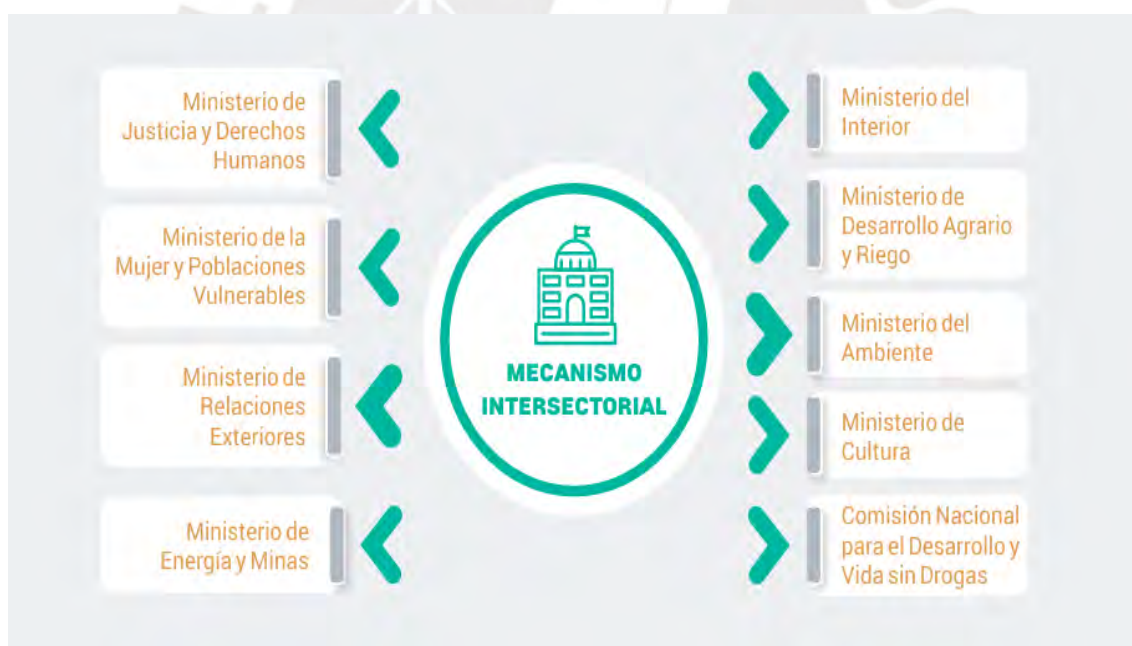 Ministerio de
Justicia y Derechos
Humanos
Ministerio de la
Mujer y Poblaciones
Vulnerables
Ministerio de
Relaciones
Exteriores
Ministerio de
Energía y Minas
MECANISMO
INTERSECTORIAL
Ministerio del
Interior
Ministerio de
Desarrollo Agrario
y Riego
Ministerio del
Ambiente
Ministerio de
Cultura
Comisión Nacional
para el Desarrollo y
Vida sin Drogas